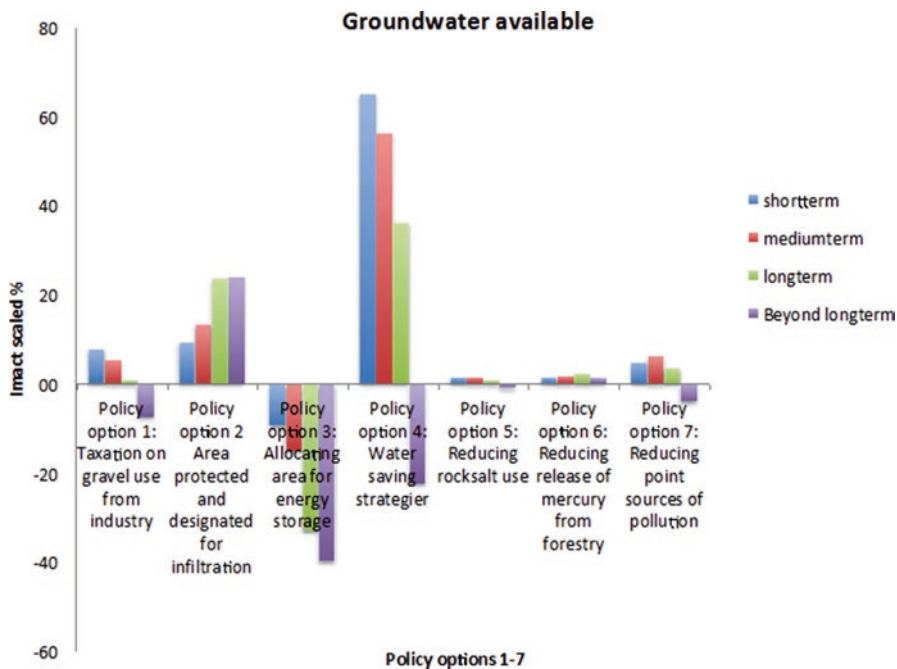 Groundwater available
80
60
40
20
00
-20
-40
-60
Imact scaled %
Policy option 1: Taxation on gravel use from industry
Policy option 2 Area protected and designated for infiltration
Policy option 3: Allocating area for energy storage
Policy option 4: Water saving strategier
Policy option 5: Reducing rocksalt use
Policy option 6: Reducing release of mercury from forestry
Policy option 7: Reducing point sources of pollution
Policy options 1-7
shortterm
mediumterm
longterm
Beyond longterm